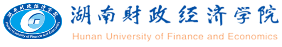 湖南财政经济学院
Hunan University of Finance and Economics